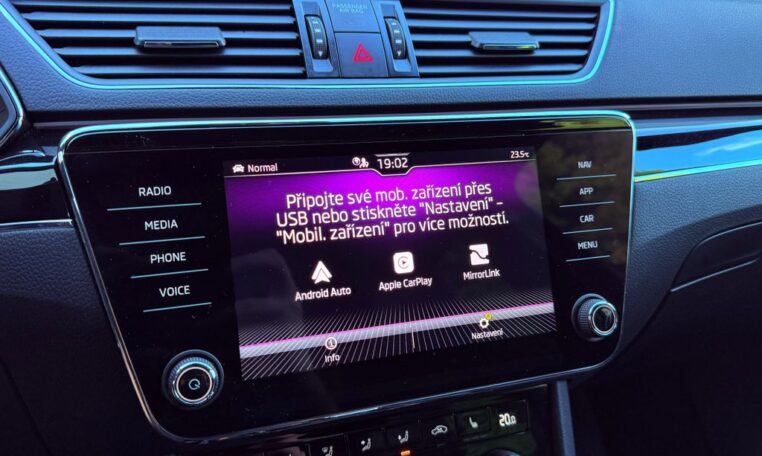 PASSENGER
AIR BAG
Normal
19:02
23.5°C
RADIO
MEDIA
PHONE
VOICE
Připojte své mob. zařízení přes
USB nebo stiskněte "Nastavení" -
"Mobil. zařízení" pro více možností.
Android Auto
Apple CarPlay
MirrorLink
Info
Nastavení
NAV
APP
CAR
MENU
20.0